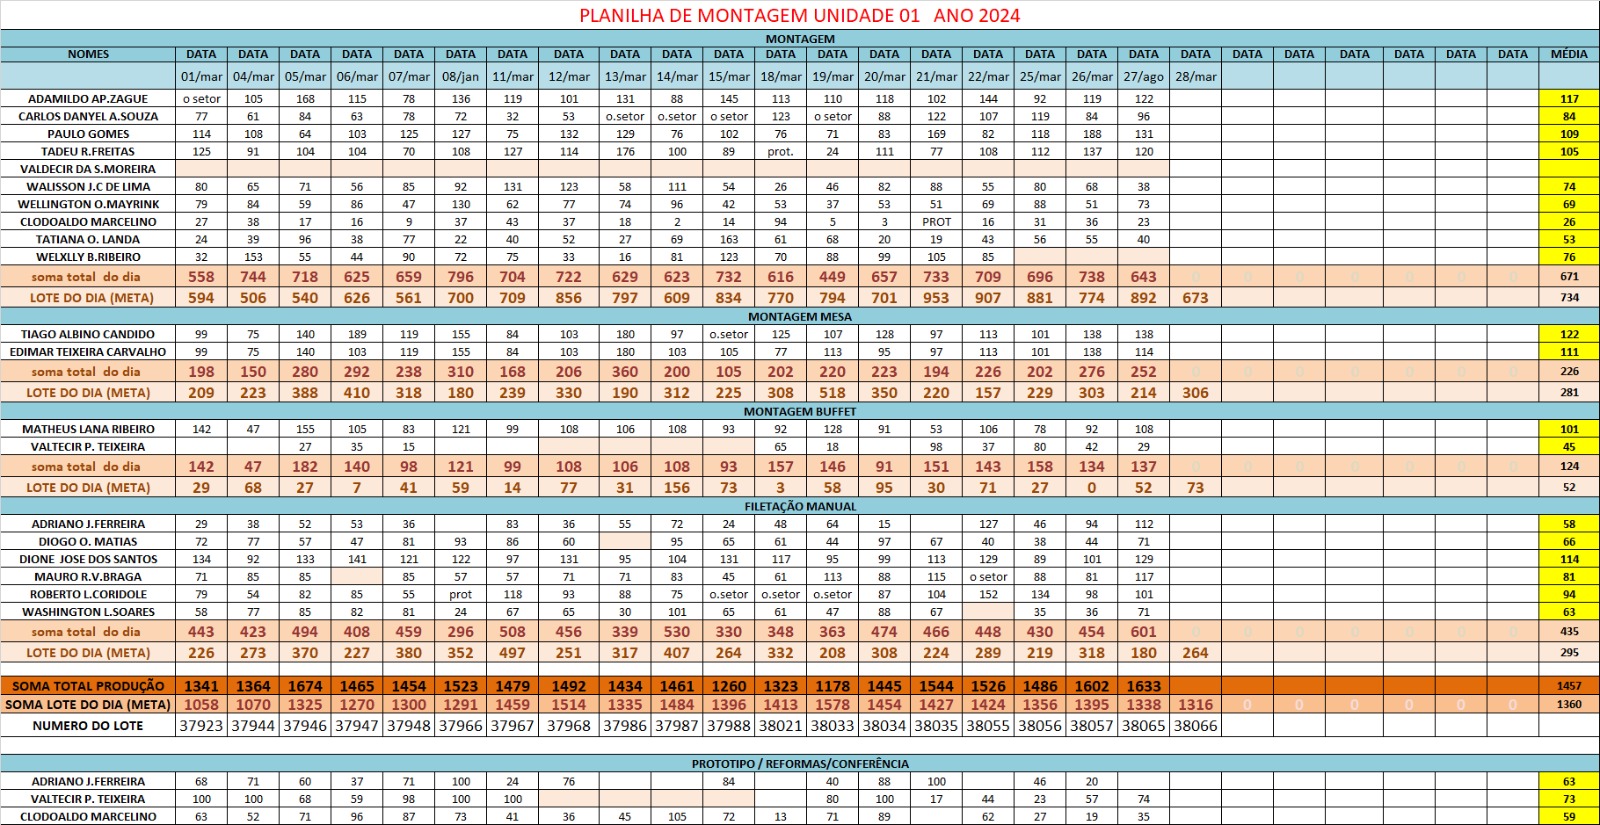 PLANILHA DE MONTAGEM UNIDADE 01 ANO 2024
MONTAGEM
NOMES DATA DATA DATA DATA DATA DATA DATA DATA DATA DATA DATA DATA DATA DATA DATA DATA DATA DATA DATA DATA DATA DATA DATA DATA DATA DATA MÉDIA
01/mar 04/mar 05/mar 06/mar 07/mar 08/jan 11/mar 12/mar 13/mar 14/mar 15/mar 18/mar 19/mar 20/mar 21/mar 22/mar 25/mar 26/mar 27/ago 28/mar
ADAMILDO AP.ZAGUE o setor 105 168 115 78 136 119 101 131 88 145 113 110 118 102 144 92 119 122 117
CARLOS DANYEL A.SOUZA 77 61 84 63 78 72 32 53 o.setor o.setor o setor 123 o setor 88 122 107 119 84 96 84
PAULO GOMES 114 108 64 103 125 127 75 132 129 76 102 76 71 83 169 82 118 188 131 109
TADEU R.FREITAS 125 91 104 104 70 108 127 114 176 100 89 prot. 24 111 77 108 112 137 120 105
VALDECIR DA S.MOREIRA
WALISSON J.C DE LIMA 80 65 71 56 85 92 131 123 58 111 54 26 46 82 88 55 80 68 38 74
WELLINGTON O.MAYRINK 79 84 59 86 47 130 62 77 74 96 42 53 37 53 51 69 88 51 73 69
CLODOALDO MARCELINO 27 38 17 16 9 37 43 37 18 2 14 94 5 3 PROT 16 31 36 23 26
TATIANA O. LANDA 24 39 96 38 77 22 40 52 27 69 163 61 68 20 19 43 56 55 40 53
WELXLLY B.RIBEIRO 32 153 55 44 90 72 75 33 16 81 123 70 88 99 105 85 76
soma total do dia 558 744 718 625 659 796 704 722 629 623 732 616 449 657 733 709 696 738 643 0 0 0 0 0 0 0 671
LOTE DO DIA (META) 594 506 540 626 561 700 709 856 797 609 834 770 794 701 953 907 881 774 892 673 734
MONTAGEM MESA
TIAGO ALBINO CANDIDO 99 75 140 189 119 155 84 103 180 97 o.setor 125 107 128 97 113 101 138 138 122
EDIMAR TEIXEIRA CARVALHO 99 75 140 103 119 155 84 103 180 103 105 77 113 95 97 113 101 138 114 111
soma total do dia 198 150 280 292 238 310 168 206 360 200 105 202 220 223 194 226 202 276 252 0 0 0 0 0 0 0 226
LOTE DO DIA (META) 209 223 388 410 318 180 239 330 190 312 225 308 518 350 220 157 229 303 214 306 281
MONTAGEM BUFFET
MATHEUS LANA RIBEIRO 142 47 155 105 83 121 99 108 106 108 93 92 128 91 53 106 78 92 108 101
VALTECIR P. TEIXEIRA 27 35 15 65 18 98 37 80 42 29 45
soma total do dia 142 47 182 140 98 121 99 108 106 108 93 157 146 91 151 143 158 134 137 0 0 0 0 0 0 0 124
LOTE DO DIA (META) 29 68 27 7 41 59 14 77 31 156 73 3 58 95 30 71 27 0 52 73 52
FILETAÇÃO MANUAL
ADRIANO J.FERREIRA 29 38 52 53 36 83 36 55 72 24 48 64 15 127 46 94 112 58
DIOGO O. MATIAS 72 77 57 47 81 93 86 60 95 65 61 44 97 67 40 38 44 71 66
DIONE JOSE DOS SANTOS 134 92 133 141 121 122 97 131 95 104 131 117 95 99 113 129 89 101 129 114
MAURO R.V.BRAGA 71 85 85 85 57 57 71 71 83 45 61 113 88 115 o setor 88 81 117 81
ROBERTO L.CORIDOLE 79 54 82 85 55 prot 118 93 88 75 o.setor o.setor o.setor 87 104 152 134 98 101 94
WASHINGTON L.SOARES 58 77 85 82 81 24 67 65 30 101 65 61 47 88 67 35 36 71 63
soma total do dia 443 423 494 408 459 296 508 456 339 530 330 348 363 474 466 448 430 454 601 0 0 0 0 0 0 0 435
LOTE DO DIA (META) 226 273 370 227 380 352 497 251 317 407 264 332 208 308 224 289 219 318 180 264 295
SOMA TOTAL PRODUÇÃO 1341 1364 1674 1465 1454 1523 1479 1492 1434 1461 1260 1323 1178 1445 1544 1526 1486 1602 1633 1457
SOMA LOTE DO DIA (META) 1058 1070 1325 1270 1300 1291 1459 1514 1335 1484 1396 1413 1578 1454 1427 1424 1356 1395 1338 1316 0 0 0 0 0 0 1360
NUMERO DO LOTE 37923 37944 37946 37947 37948 37966 37967 37968 37986 37987 37988 38021 38033 38034 38035 38055 38056 38057 38065 38066
PROTOTIPO / REFORMAS/CONFERÊNCIA
ADRIANO J.FERREIRA 68 71 60 37 71 100 24 76 84 40 88 100 46 20 63
VALTECIR P. TEIXEIRA 100 100 68 59 98 100 100 80 100 17 44 23 57 74 73
CLODOALDO MARCELINO 63 52 71 96 87 73 41 36 45 105 72 13 71 89 62 27 19 35 59